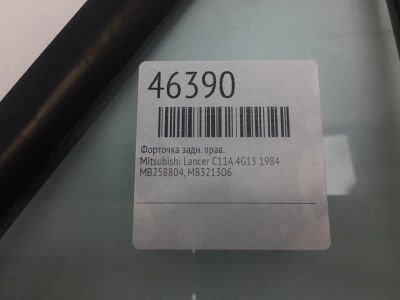 46390
Форточка задн. прав.
Mitsubishi Lancer C11A 4G13 1984
MB258804, MB321306